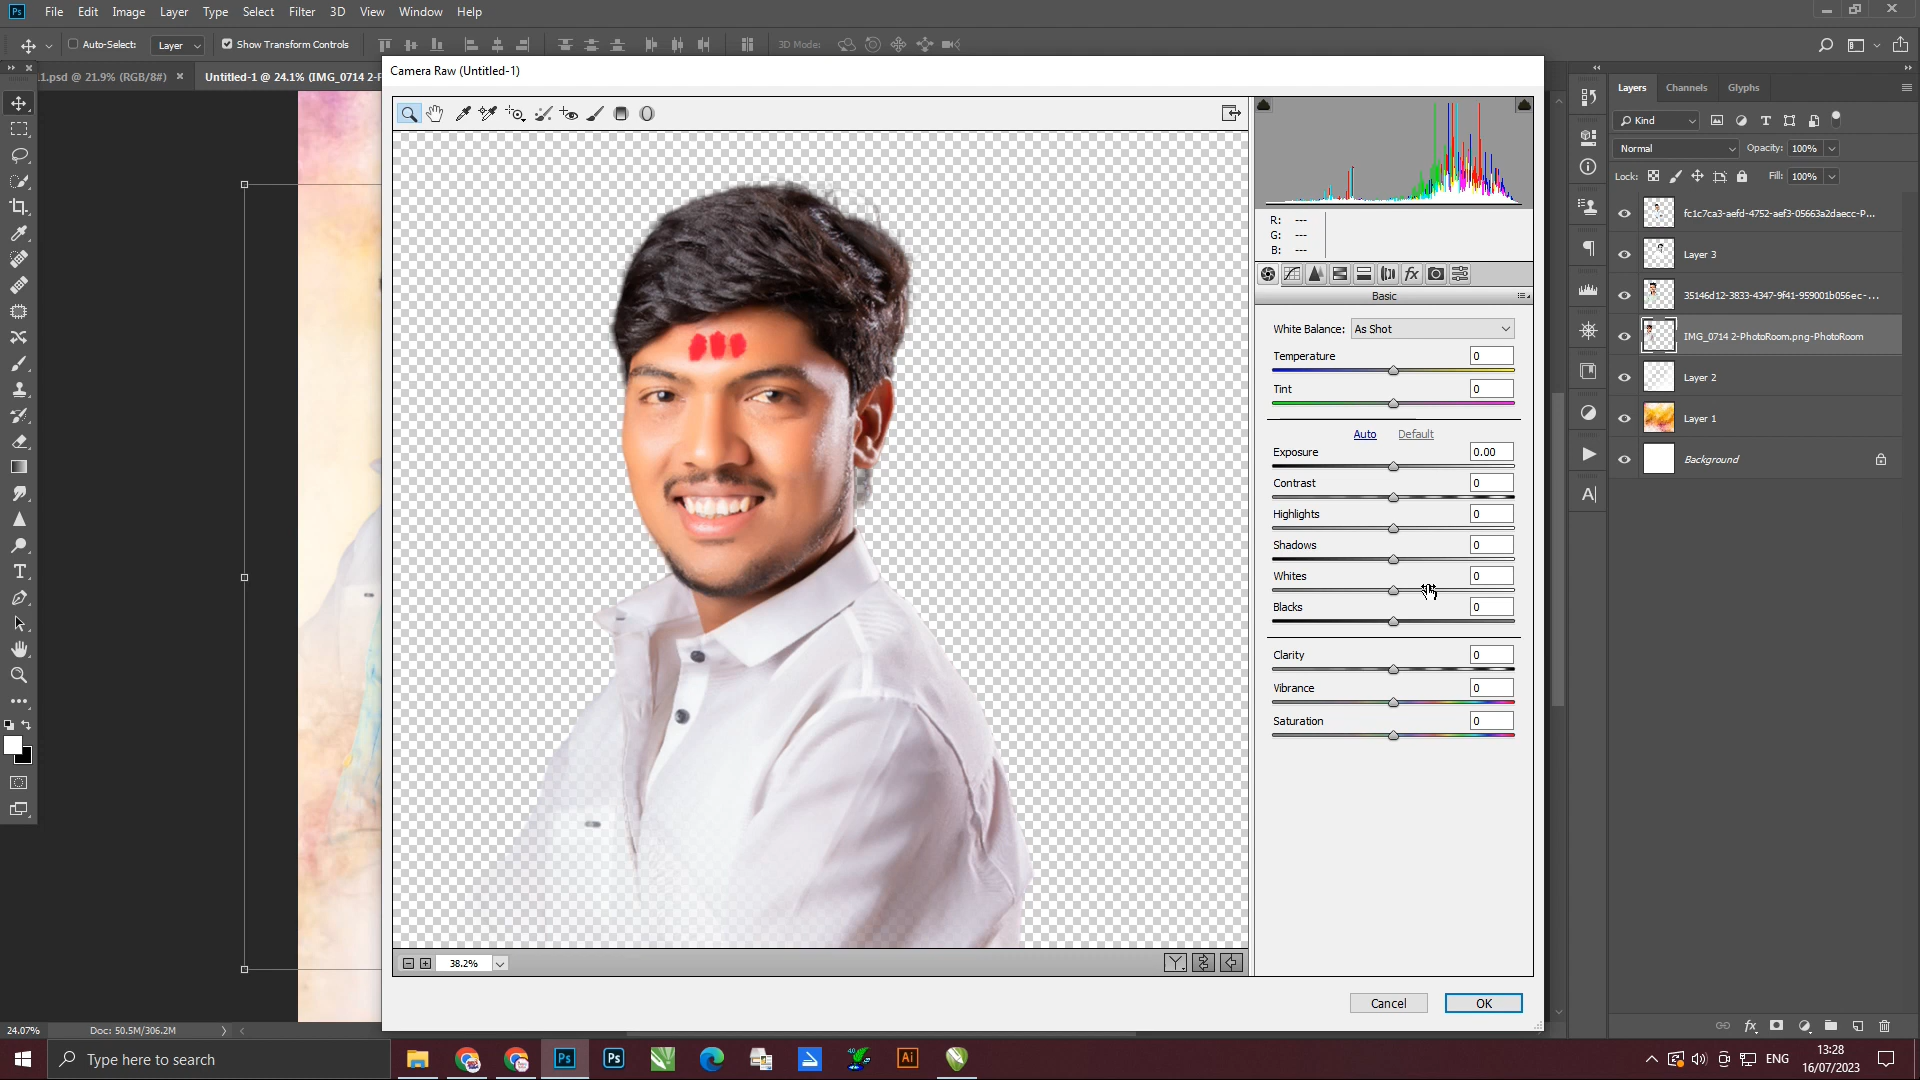 Ps File Edit Image Layer Type Select Filter 3D View Window Help
Auto-Select: Layer Show Transform Controls 3D Mode:
1.psd @ 21.9% (RGB/8#) × Untitled-1 @ 24.1% (IMG_0714 2-P
Camera Raw (Untitled-1)
R: ---
G: ---
B: ---
Basic
White Balance: As Shot
Temperature 0
Tint 0
Auto Default
Exposure 0.00
Contrast 0
Highlights 0
Shadows 0
Whites 0
Blacks 0
Clarity 0
Vibrance 0
Saturation 0
38.2%
Cancel OK
Layers Channels Glyphs
Kind
Normal Opacity: 100%
Lock: Fill: 100%
fc1c7ca3-aefd-4752-aef3-05663a2daecc-P...
Layer 3
35146d12-3833-4347-9f41-959001b056ec-...
IMG_0714 2-PhotoRoom.png-PhotoRoom
Layer 2
Layer 1
Background
24.07% Doc: 50.5M/306.2M
Type here to search
Ps Ps Ai
ENG 13:28
16/07/2023